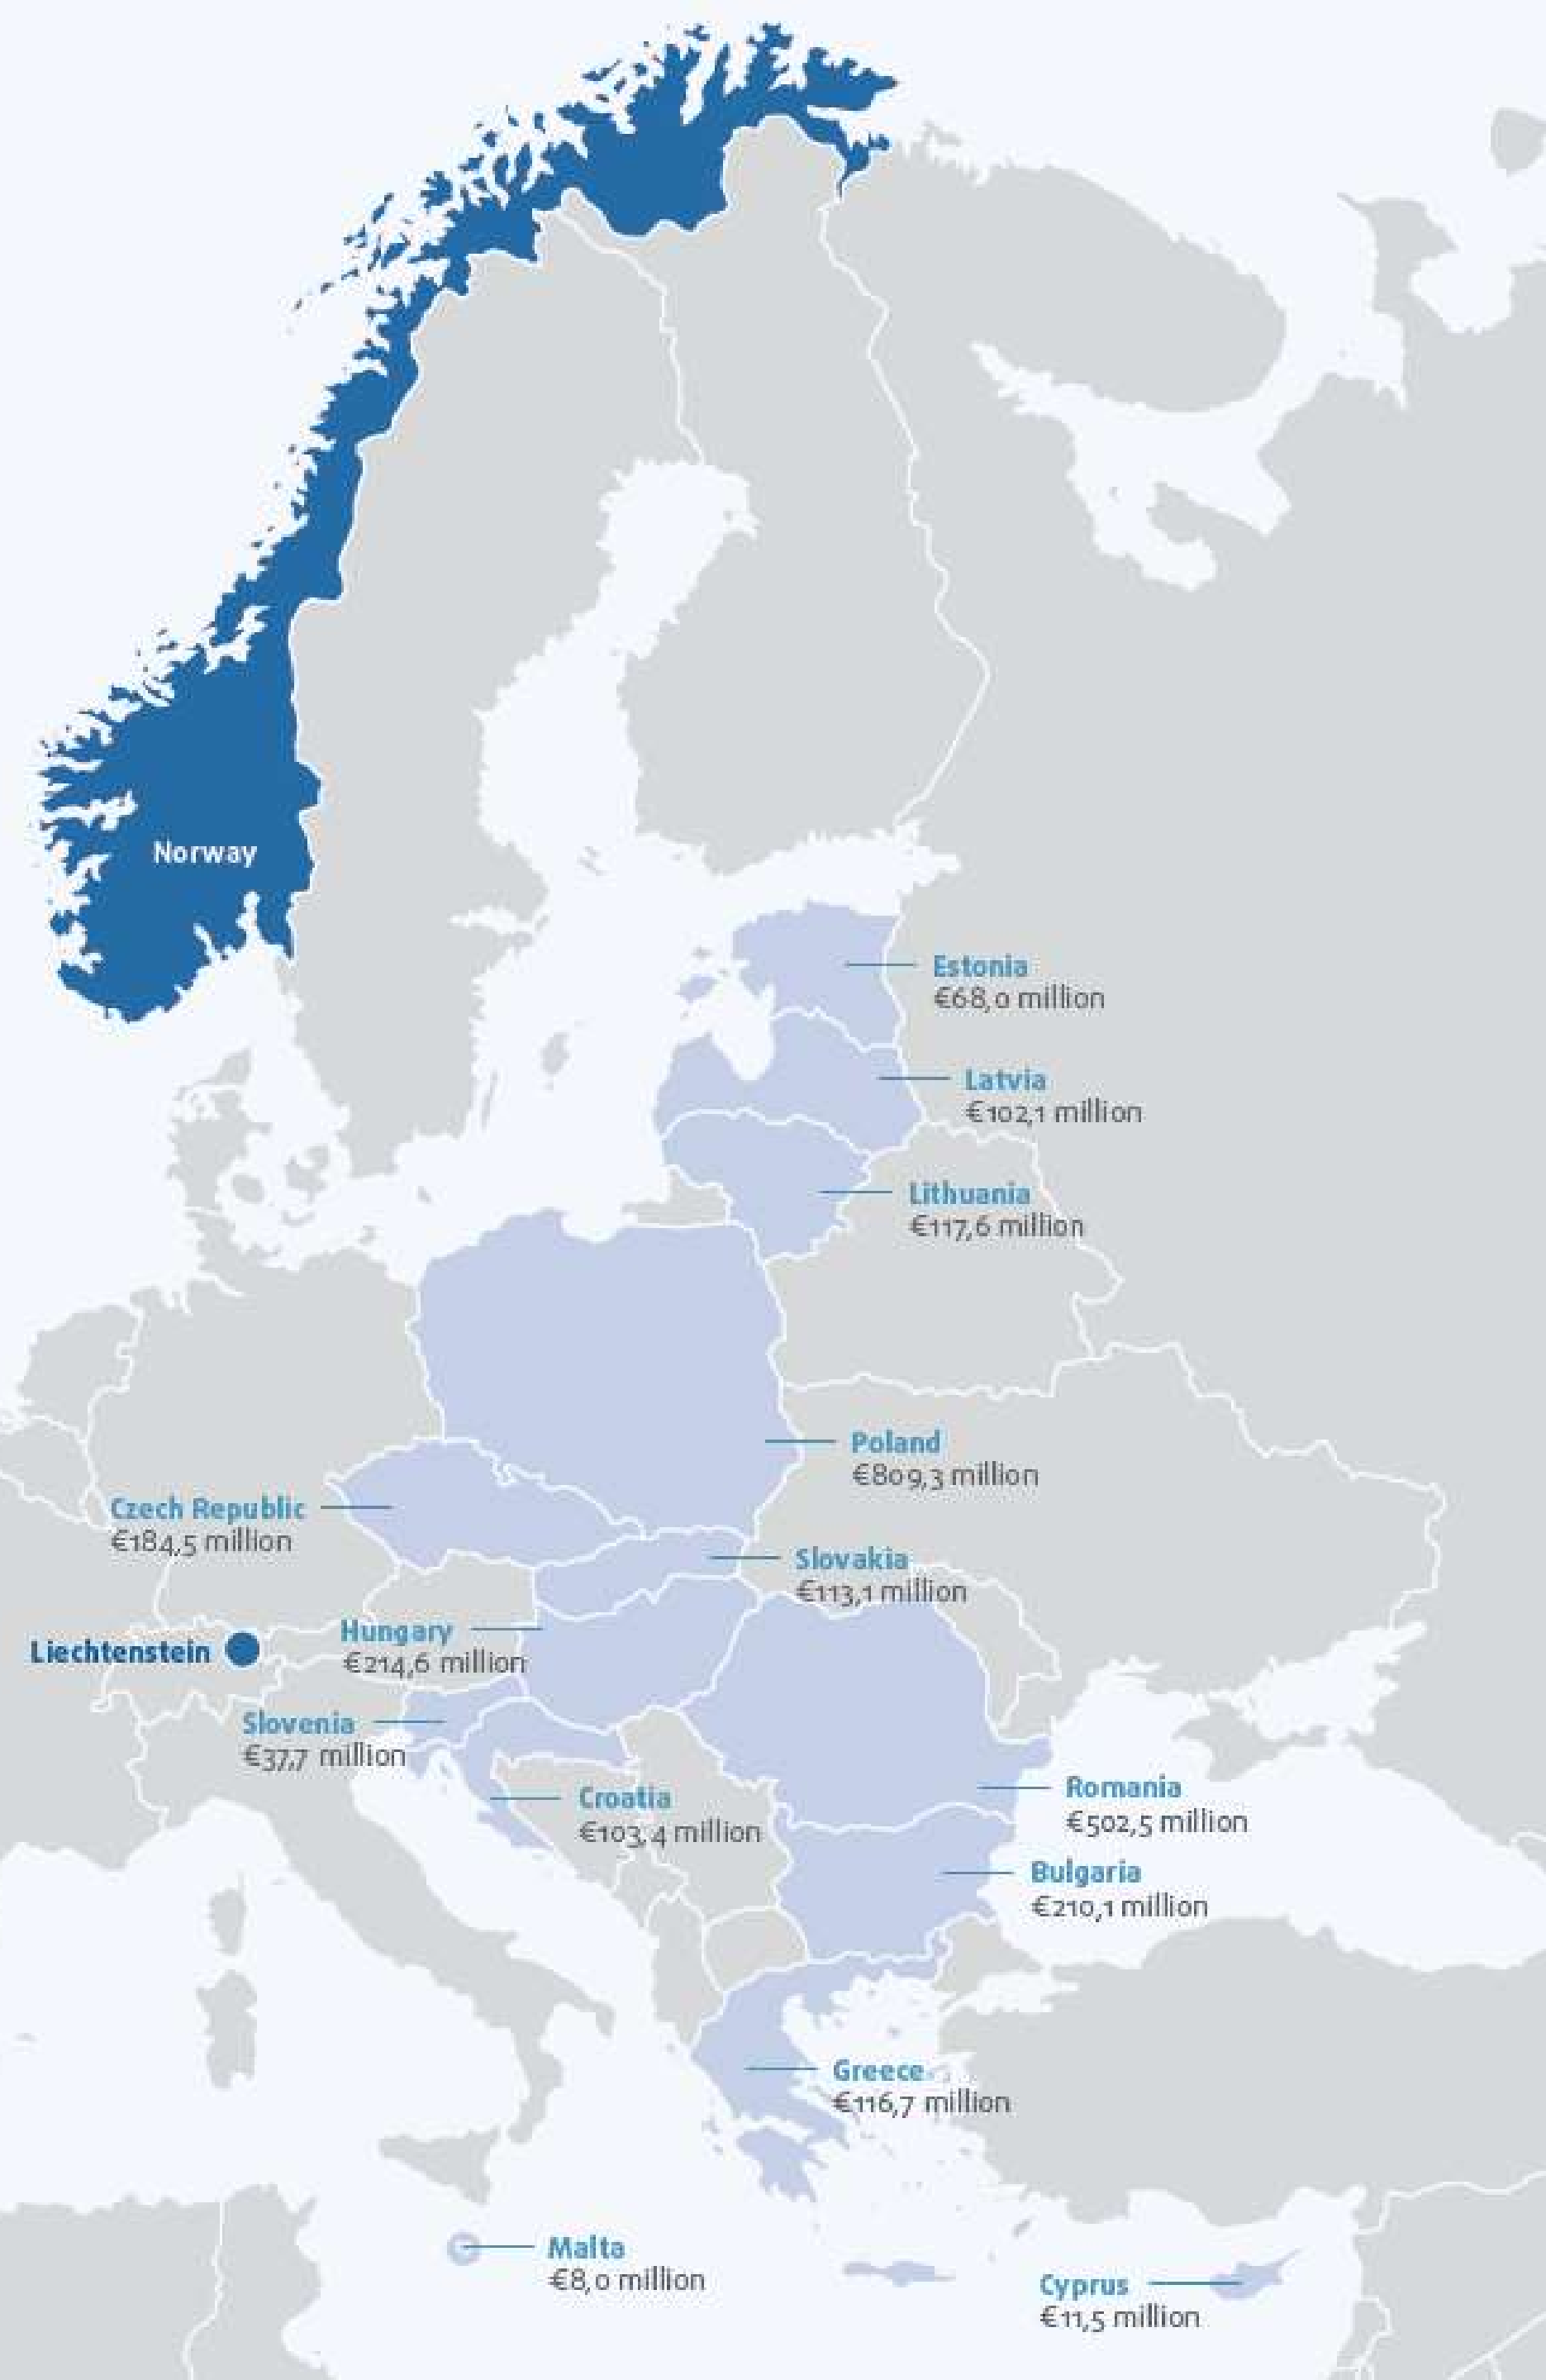 Norway
Estonia
€68,0 million
Latvia
€102,1 million
Lithuania
€117,6 million
Poland
€809,3 million
Czech Republic
€184,5 million
Slovakia
€113,1 million
Hungary
€214,6 million
Liechtenstein
Slovenia
€37,7 million
Croatia
€103,4 million
Romania
€502,5 million
Bulgaria
€210,1 million
Greece
€116,7 million
Malta
€8,0 million
Cyprus
€11,5 million